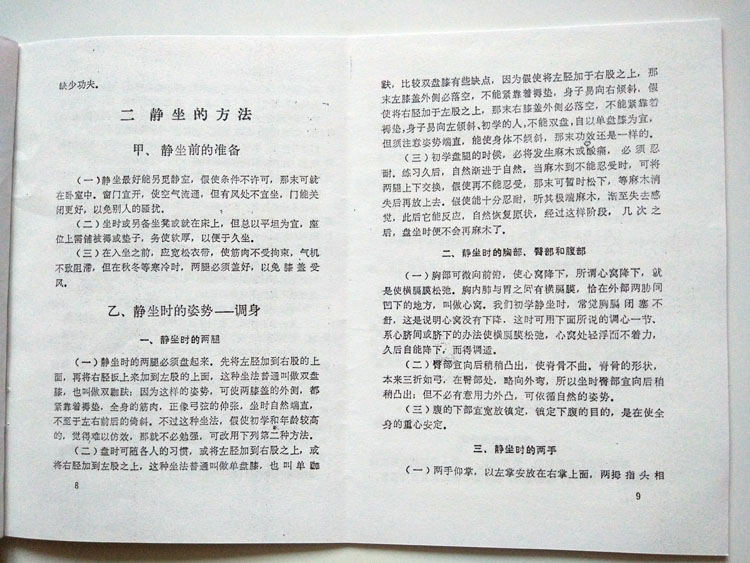 缺少功夫。
二 静坐的方法
甲、静坐前的准备
(一)静坐最好能另觅静室,假使条件不许可,那末可就
在卧室中。窗门宜开,使空气流通,但有风处不宜坐,门能关
闭更好,以免别人的骚扰。
(二)坐时或另备坐凳或就在床上,但总以平坦为宜,座
位上需铺被褥或垫子,务使软厚,以便于久坐。
(三)在入坐之前,应宽松衣带,使筋肉不受拘束,气机
不致阻滞,但在秋冬等寒冷时,两腿必须盖好,以免膝盖受
风。
乙、静坐时的姿势——调身
一、静坐时的两腿
(一)静坐时的两腿必须盘起来。先将左胫加到右股的上
面,再将右胫扳上来加到左股的上面,这种坐法普通叫做双盘
膝,也叫做双跏趺;因为这样的姿势,可使两膝盖的外侧,都
紧靠着褥垫,全身的筋肉,正像弓弦的伸张,坐时自然端直,
不至于左右前后的倚斜。不过这种坐法,假使初学和年龄较高
的,觉得难以仿效,那就不必勉强,可改用下列第二种方法。
(二)盘时可随各人的习惯,或将左胫加到右股之上,或
将右胫加到左股之上,这种坐法普通叫做单盘膝,也叫单跏
8
趺,比较双盘膝有些缺点,因为假使将左胫加于右股之上,那
末左膝盖外侧必落空,不能紧靠着褥垫,身子易向右倾斜,假
使将右胫加于左股之上,那末右膝盖外侧必落空,不能紧靠着
褥垫,身子易向左倾斜、初学的人,不能双盘,自以单盘膝为宜,
但须注意姿势端直,能使身体不倾斜,那末功效还是一样的。
(三)初学盘腿的时候,必将发生麻木或酸痛,必须忍
耐。练习久后,自然渐进于自然。当麻木到不能忍受时,可将
两腿上下交换,假使再不能忍受,那末可暂时松下,等麻木消
失后再放上去。假使能十分忍耐,听其极端麻木,渐至失去感
觉,此后它能反应,自然恢复原状,经过这样阶段,几次之
后,盘坐时便不会再麻木了。
二、静坐时的胸部、臀部和腹部
(一)胸部可微向前俯,使心窝降下,所谓心窝降下,就
是使横膈膜松弛。胸内肺与胃之间有横膈膜,恰在外部两胁间
凹下的地方,叫做心窝。我们初学静坐时,常觉胸膈闭塞不
舒,这是说明心窝没有下降,这时可用下面所说的调心一节、
系心脐间或脐下的办法使横膈膜松弛,心窝处轻浮而不着力,
久后自能降下,而得调适。
(二)臀部宜向后稍稍凸出,使脊骨不曲。脊骨的形状,
本来三折如弓,在臀部处,略向外弯,所以坐时臀部宜向后稍
稍凸出;但不必有意用力外凸,可依循自然的姿势。
(三)腹的下部宜宽放镇定,镇定下腹的目的,是在使全
身的重心安定。
三、静坐时的两手
(一)两手仰掌,以左掌安放在右掌上面,两拇指头相
9